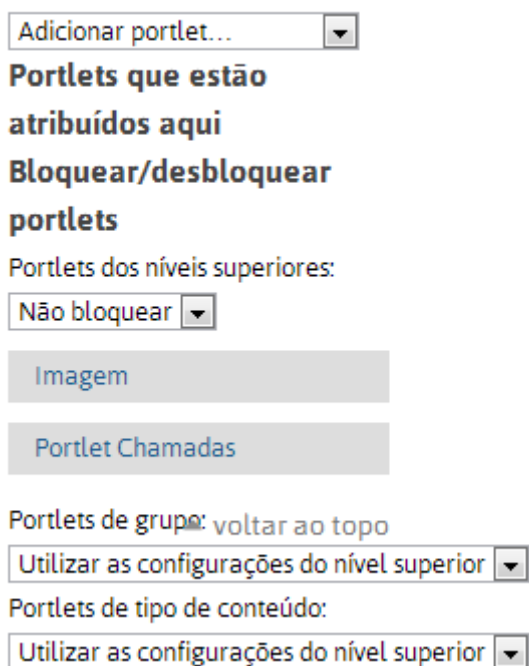 Adicionar portlet...
Portlets que estão
atribuídos aqui
Bloquear/desbloquear
portlets
Portlets dos níveis superiores:
Não bloquear
Imagem
Portlet Chamadas
Portlets de grupo: voltar ao topo
Utilizar as configurações do nível superior
Portlets de tipo de conteúdo:
Utilizar as configurações do nível superior